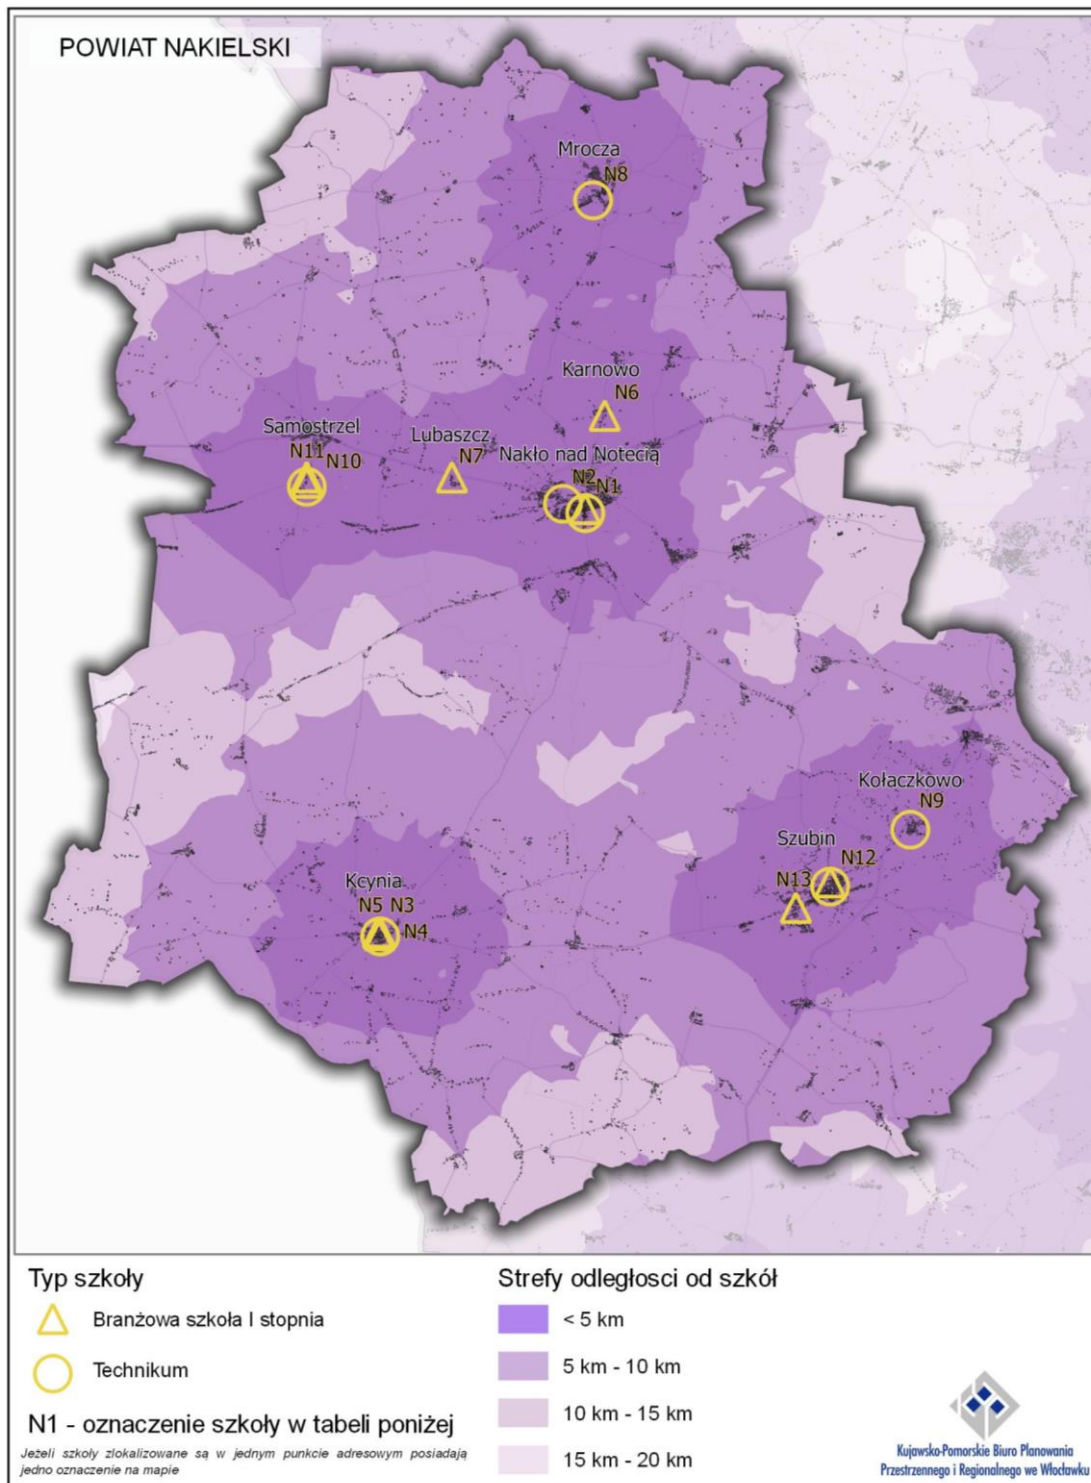 POWIAT NAKIELSKI
Mrocza
N8
Karnowo
N6
Samostrzel
N11 N10
Lubaszcz
N7
Nakło nad Notecią
N2 N1
Kołaczkowo
N9
Szubin
N12
N13
Kcynia
N5 N3
N4
Typ szkoły
Branżowa szkoła I stopnia
Technikum
N1 - oznaczenie szkoły w tabeli poniżej
Jeżeli szkoły zlokalizowane są w jednym punkcie adresowym posiadają
jedno oznaczenie na mapie
Strefy odległosci od szkół
< 5 km
5 km - 10 km
10 km - 15 km
15 km - 20 km
Kujawsko-Pomorskie Biuro Planowania
Przestrzennego i Regionalnego we Włocławku